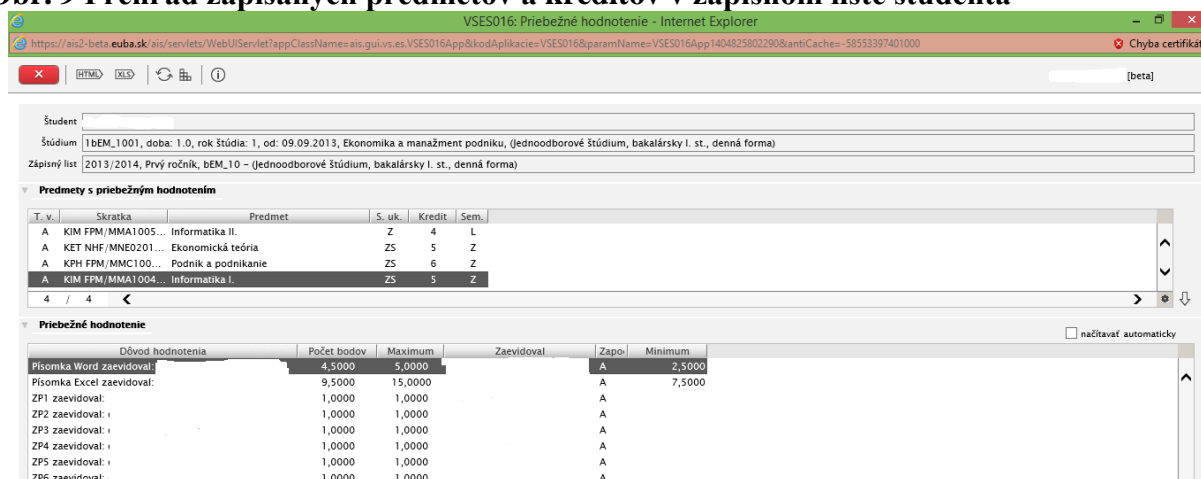 Obr. 9 Prehľad zapísaných predmetov a kreditov v zápisnom liste študenta
VSES016: Priebežné hodnotenie - Internet Explorer
https://ais2-beta.euba.sk/ais/servlets/WebUIServlet?appClassName=ais.gui.vs.es.VSES016App&kodAplikacie=VSES016&paramName=VSES016App1404825802290&antiCache=-58553397401000 Chyba certifikát
HTML XLS [beta]
Študent
Štúdium 1bEM_1001, doba: 1.0, rok štúdia: 1, od: 09.09.2013, Ekonomika a manažment podniku, (Jednoodborové štúdium, bakalársky I. st., denná forma)
Zápisný list 2013/2014, Prvý ročník, bEM_10 – (Jednoodborové štúdium, bakalársky I. st., denná forma)
Predmety s priebežným hodnotením
T. v. Skratka Predmet S. uk. Kredit Sem.
A KIM FPM/MMA1005... Informatika II. Z 4 L
A KET NHF/MNE0201... Ekonomická teória ZS 5 Z
A KPH FPM/MMC100... Podnik a podnikanie ZS 6 Z
A KIM FPM/MMA1004... Informatika I. ZS 5 Z
4 / 4
Priebežné hodnotenie
načítavať automaticky
Dôvod hodnotenia Počet bodov Maximum Zaevidoval Zapo Minimum
Písomka Word zaevidoval: 4,5000 5,0000 A 2,5000
Písomka Excel zaevidoval: 9,5000 15,0000 A 7,5000
ZP1 zaevidoval: 1,0000 1,0000 A
ZP2 zaevidoval: 1,0000 1,0000 A
ZP3 zaevidoval: 1,0000 1,0000 A
ZP4 zaevidoval: 1,0000 1,0000 A
ZP5 zaevidoval: 1,0000 1,0000 A
ZP6 zaevidoval: 1,0000 1,0000 A